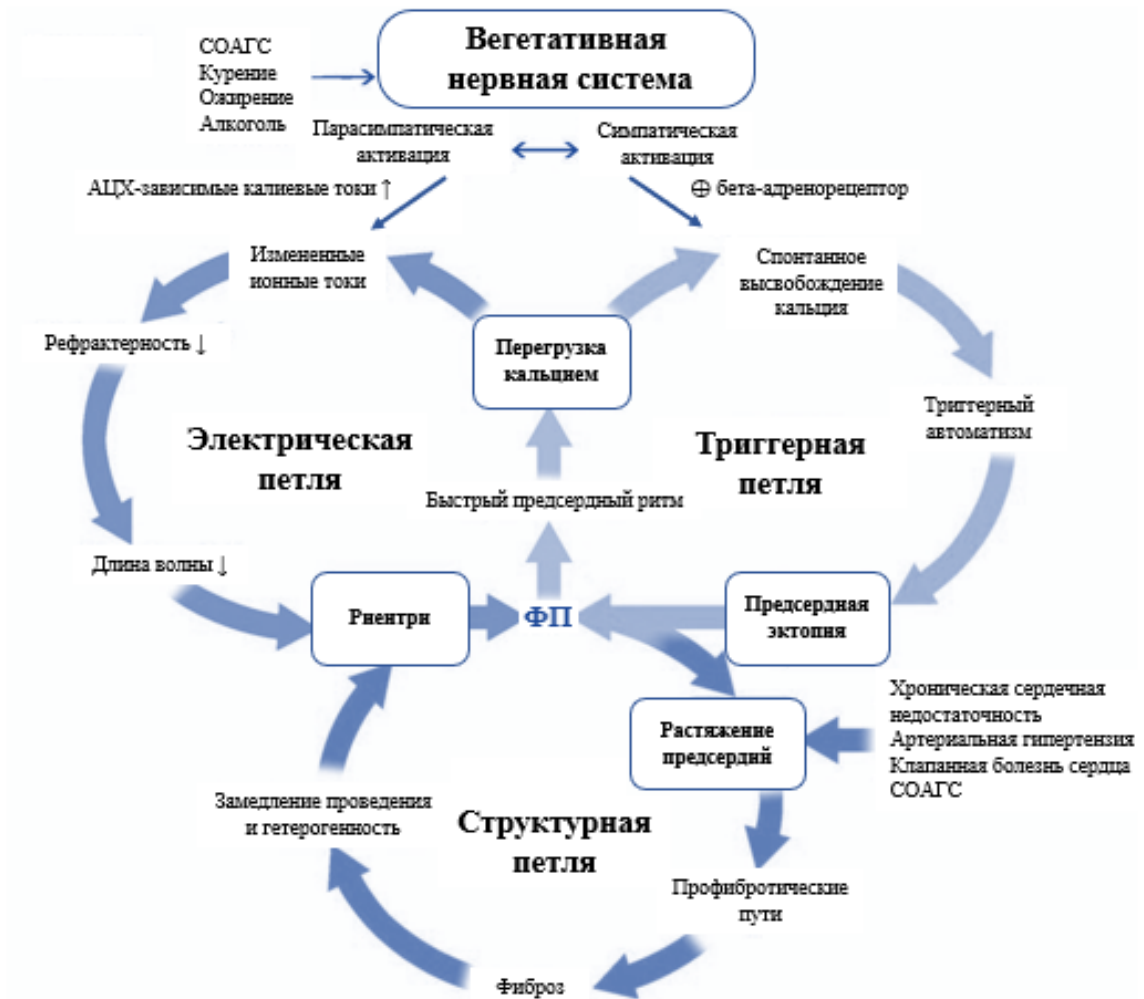 Вегетативная
нервная система
СОАГС
Курение
Ожирение
Алкоголь
Парасимпатическая
активация
Симпатическая
активация
АЦХ-зависимые калиевые токи ↑
⊕ бета-адренорецептор
Измененные
ионные токи
Спонтанное
высвобождение
кальция
Рефрактерность ↓
Перегрузка
кальцием
Триггерный
автоматизм
Электрическая
петля
Триггерная
петля
Быстрый предсердный ритм
Длина волны ↓
Риентри
ФП
Предсердная
эктопия
Растяжение
предсердий
Хроническая сердечная
недостаточность
Артериальная гипертензия
Клапанная болезнь сердца
СОАГС
Замедление проведения
и гетерогенность
Структурная
петля
Профибротические
пути
Фиброз